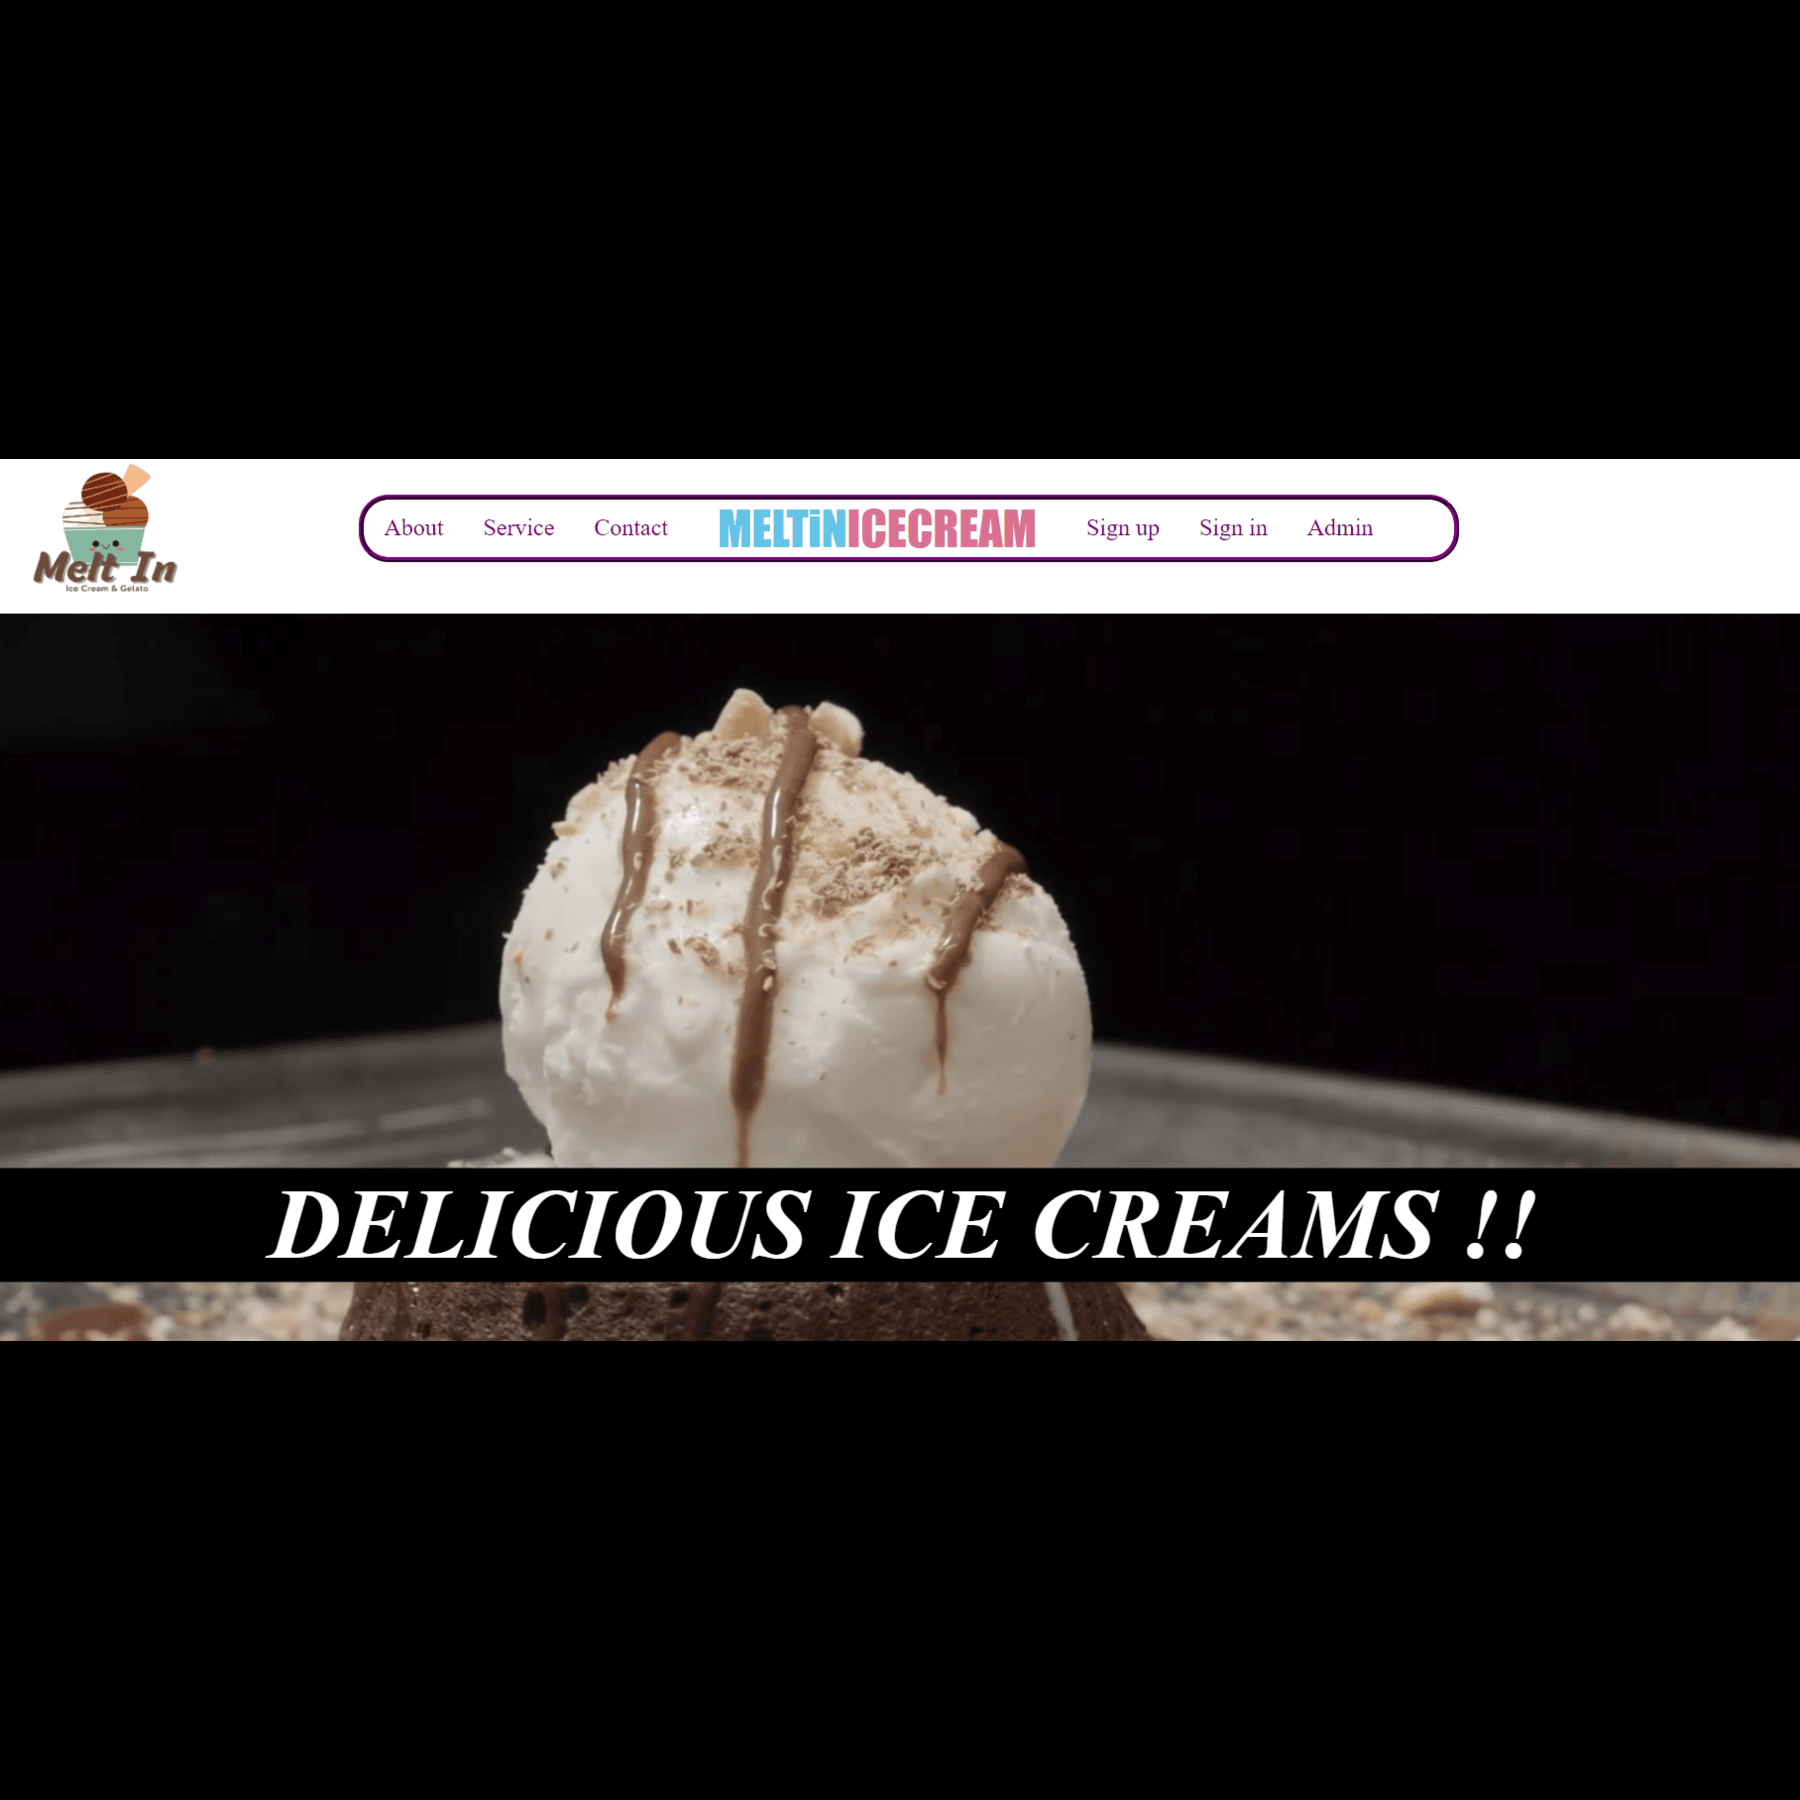 Melt In
Ice Cream & Gelato
About Service Contact MELTiNICECREAM Sign up Sign in Admin
DELICIOUS ICE CREAMS !!